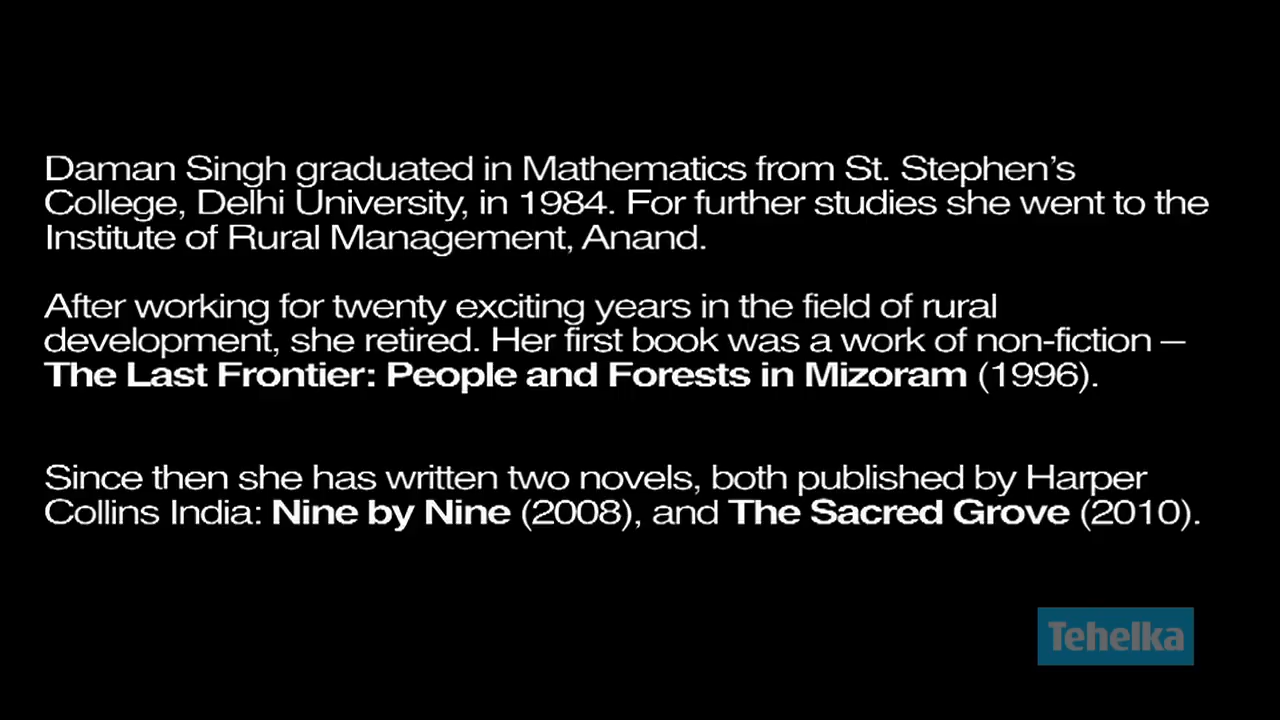 Daman Singh graduated in Mathematics from St. Stephen’s
College, Delhi University, in 1984. For further studies she went to the
Institute of Rural Management, Anand.
After working for twenty exciting years in the field of rural
development, she retired. Her first book was a work of non-fiction —
The Last Frontier: People and Forests in Mizoram (1996).
Since then she has written two novels, both published by Harper
Collins India: Nine by Nine (2008), and The Sacred Grove (2010).
Tehelka